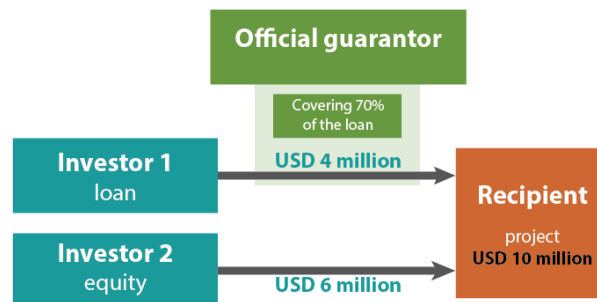 Official guarantor
Covering 70%
of the loan
Investor 1
loan
USD 4 million
Recipient
project
USD 10 million
Investor 2
equity
USD 6 million